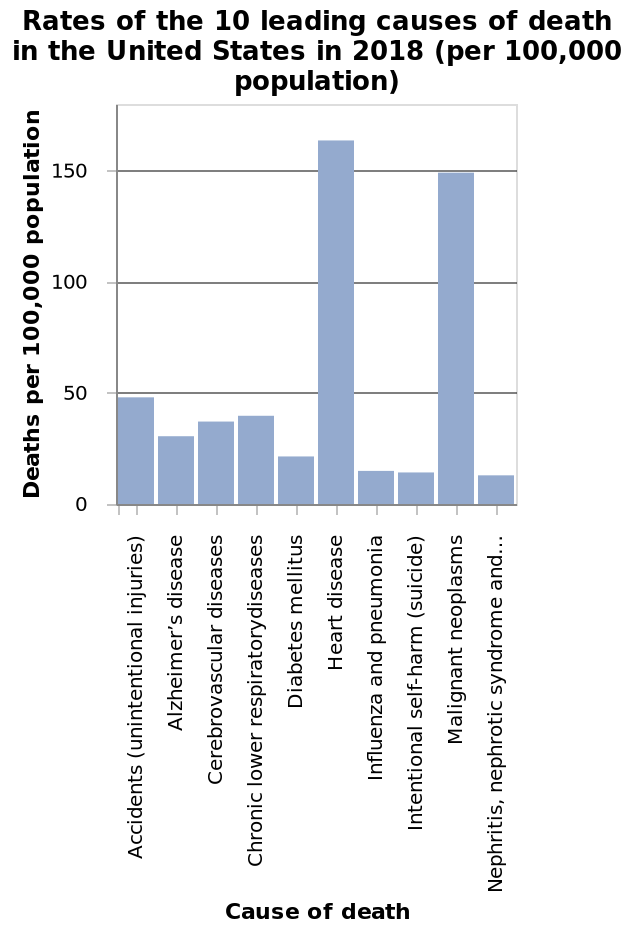 Rates of the 10 leading causes of death
in the United States in 2018 (per 100,000
population)
Deaths per 100,000 population
150
100
50
0
Accidents (unintentional injuries)
Alzheimer’s disease
Cerebrovascular diseases
Chronic lower respiratorydiseases
Diabetes mellitus
Heart disease
Influenza and pneumonia
Intentional self-harm (suicide)
Malignant neoplasms
Nephritis, nephrotic syndrome and...
Cause of death